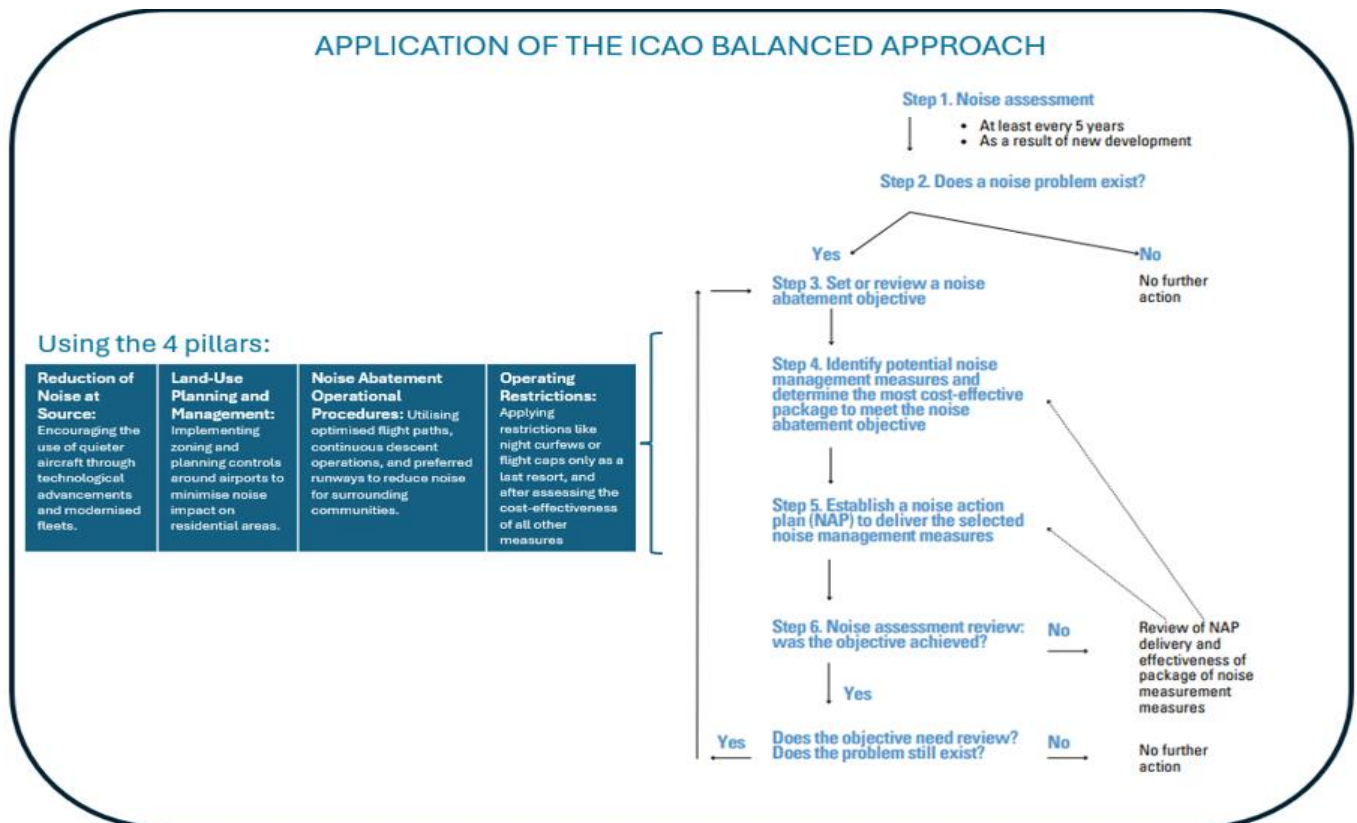 APPLICATION OF THE ICAO BALANCED APPROACH
Step 1. Noise assessment
• At least every 5 years
• As a result of new development
Step 2. Does a noise problem exist?
Yes
No
Step 3. Set or review a noise
abatement objective
No further
action
Using the 4 pillars:
Reduction of
Noise at
Source:
Encouraging the
use of quieter
aircraft through
technological
advancements
and modernised
fleets.
Land-Use
Planning and
Management:
Implementing
zoning and
planning controls
around airports to
minimise noise
impact on
residential areas.
Noise Abatement
Operational
Procedures: Utilising
optimised flight paths,
continuous descent
operations, and preferred
runways to reduce noise
for surrounding
communities.
Operating
Restrictions:
Applying
restrictions like
night curfews or
flight caps only as a
last resort, and
after assessing the
cost-effectiveness
of all other
measures
Step 4. Identify potential noise
management measures and
determine the most cost-effective
package to meet the noise
abatement objective
Step 5. Establish a noise action
plan (NAP) to deliver the selected
noise management measures
Step 6. Noise assessment review:
was the objective achieved?
No
Review of NAP
delivery and
effectiveness of
package of noise
measurement
measures
Yes
Yes
Does the objective need review?
Does the problem still exist?
No
No further
action